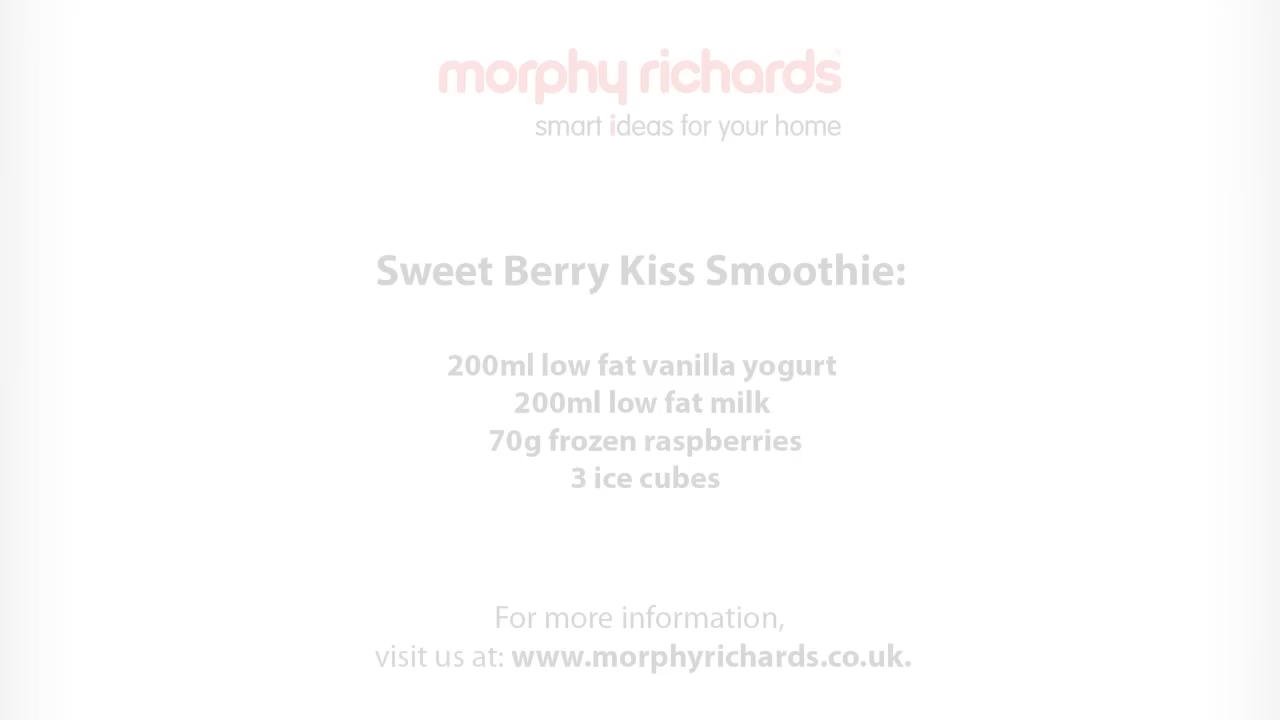 morphy richards
smart ideas for your home
Sweet Berry Kiss Smoothie:
200ml low fat vanilla yogurt
200ml low fat milk
70g frozen raspberries
3 ice cubes
For more information,
visit us at: www.morphyrichards.co.uk.